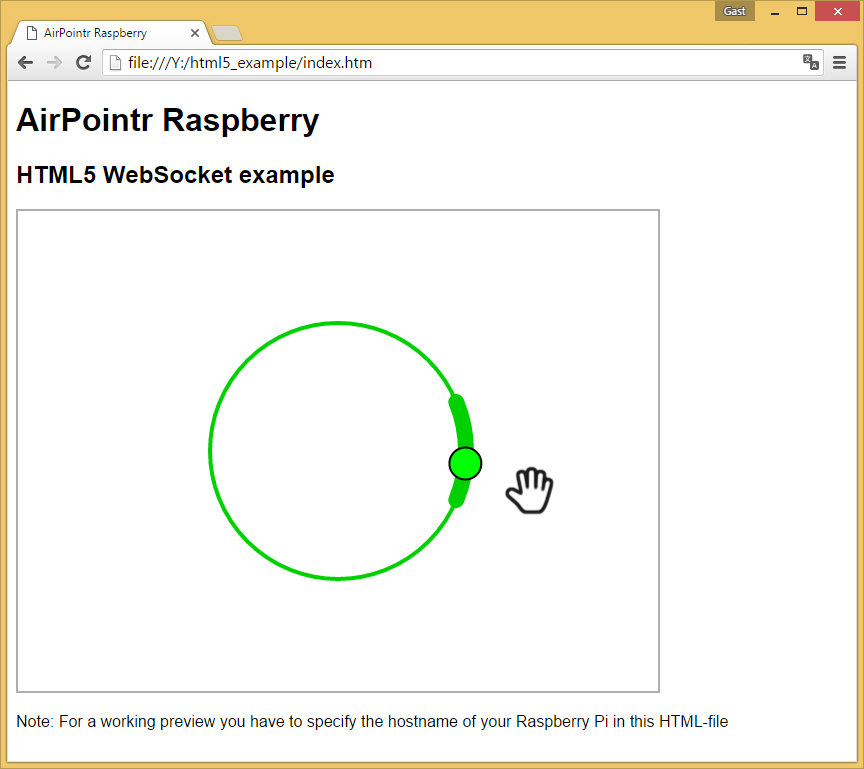 Gast
AirPointr Raspberry
file:///Y:/html5_example/index.htm
AirPointr Raspberry
HTML5 WebSocket example
Note: For a working preview you have to specify the hostname of your Raspberry Pi in this HTML-file